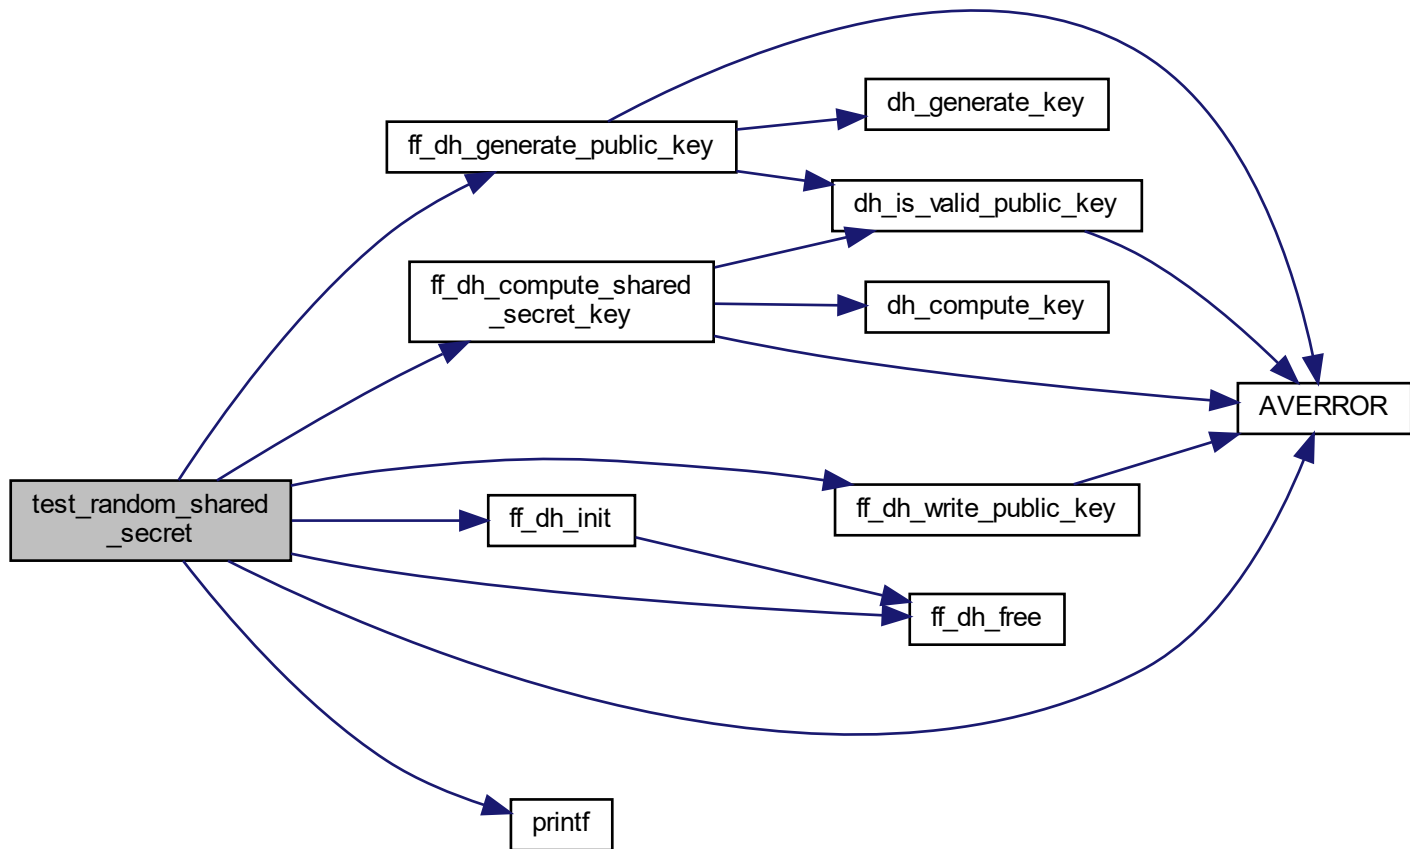 ff_dh_generate_public_key
dh_generate_key
dh_is_valid_public_key
ff_dh_compute_shared
_secret_key
dh_compute_key
AVERROR
test_random_shared
_secret
ff_dh_init
ff_dh_write_public_key
ff_dh_free
printf